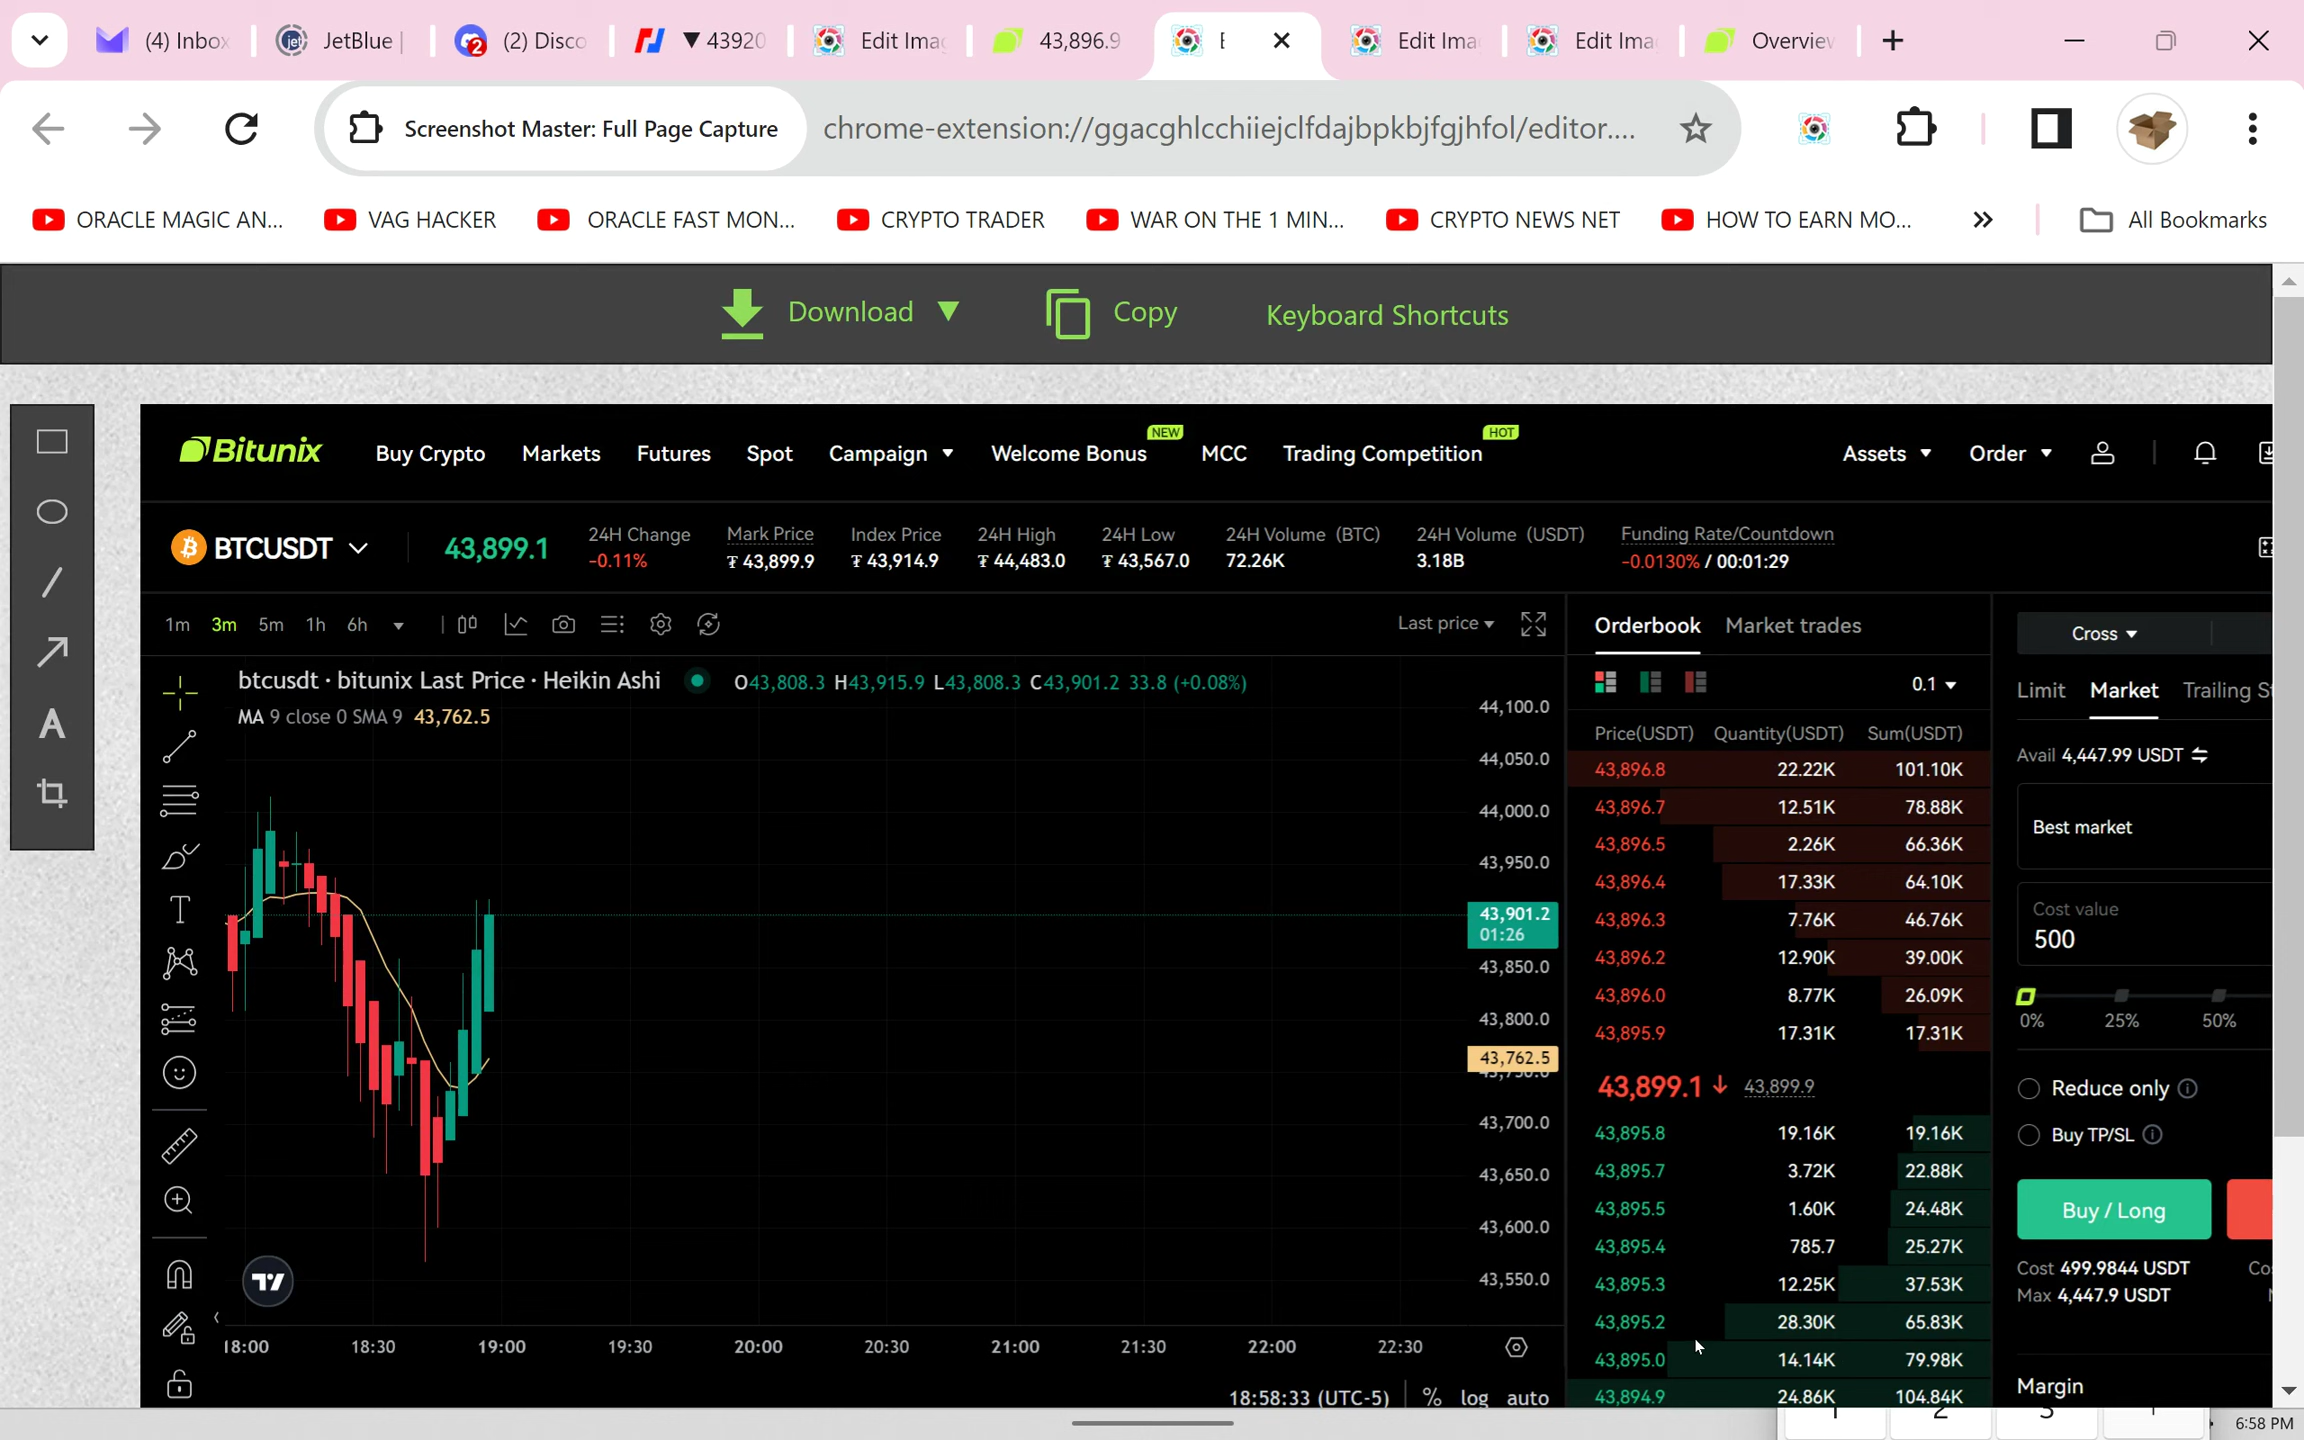 (4) Inbox
JetBlue |
(2) Disco
▼ 43920
Edit Ima
43,896.9
E
Edit Ima
Edit Ima
Overview
Screenshot Master: Full Page Capture
chrome-extension://ggacghlcchiiejclfdajbpkbjfgjhfol/editor....
ORACLE MAGIC AN...
VAG HACKER
ORACLE FAST MON...
CRYPTO TRADER
WAR ON THE 1 MIN...
CRYPTO NEWS NET
HOW TO EARN MO...
»
All Bookmarks
Download ▼
Copy
Keyboard Shortcuts
Bitunix
Buy Crypto
Markets
Futures
Spot
Campaign
Welcome Bonus
NEW
MCC
Trading Competition
HOT
Assets
Order
BTCUSDT
43,899.1
24H Change
-0.11%
Mark Price
₮ 43,899.9
Index Price
₮ 43,914.9
24H High
₮ 44,483.0
24H Low
₮ 43,567.0
24H Volume (BTC)
72.26K
24H Volume (USDT)
3.18B
Funding Rate/Countdown
-0.0130% / 00:01:29
1m 3m 5m 1h 6h
Last price
btcusdt · bitunix Last Price · Heikin Ashi
O43,808.3 H43,915.9 L43,808.3 C43,901.2 33.8 (+0.08%)
MA 9 close 0 SMA 9 43,762.5
44,100.0
44,050.0
44,000.0
43,950.0
43,901.2
01:26
43,850.0
43,800.0
43,762.5
43,750.0
43,700.0
43,650.0
43,600.0
43,550.0
18:00 18:30 19:00 19:30 20:00 20:30 21:00 21:30 22:00 22:30
18:58:33 (UTC-5) % log auto
Orderbook
Market trades
0.1
Price(USDT) Quantity(USDT) Sum(USDT)
43,896.8 22.22K 101.10K
43,896.7 12.51K 78.88K
43,896.5 2.26K 66.36K
43,896.4 17.33K 64.10K
43,896.3 7.76K 46.76K
43,896.2 12.90K 39.00K
43,896.0 8.77K 26.09K
43,895.9 17.31K 17.31K
43,899.1 ↓ 43,899.9
43,895.8 19.16K 19.16K
43,895.7 3.72K 22.88K
43,895.5 1.60K 24.48K
43,895.4 785.7 25.27K
43,895.3 12.25K 37.53K
43,895.2 28.30K 65.83K
43,895.0 14.14K 79.98K
43,894.9 24.86K 104.84K
Cross
Limit
Market
Trailing St
Avail 4,447.99 USDT
Best market
Cost value
500
0% 25% 50%
Reduce only
Buy TP/SL
Buy / Long
Cost 499.9844 USDT
Co
Max 4,447.9 USDT
Margin
1 2 3
6:58 PM